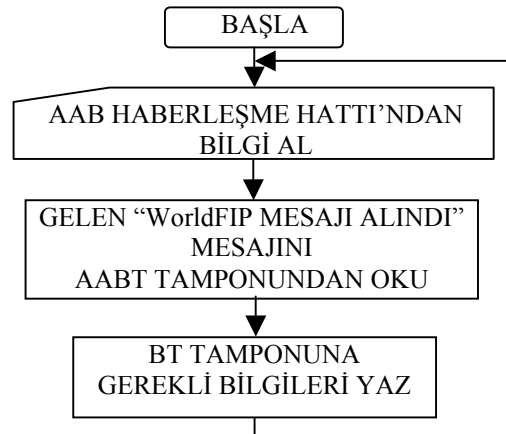 BAŞLA
AAB HABERLEŞME HATTI’NDAN
BİLGİ AL
GELEN “WorldFIP MESAJI ALINDI”
MESAJINI
AABT TAMPONUNDAN OKU
BT TAMPONUNA
GEREKLİ BİLGİLERİ YAZ